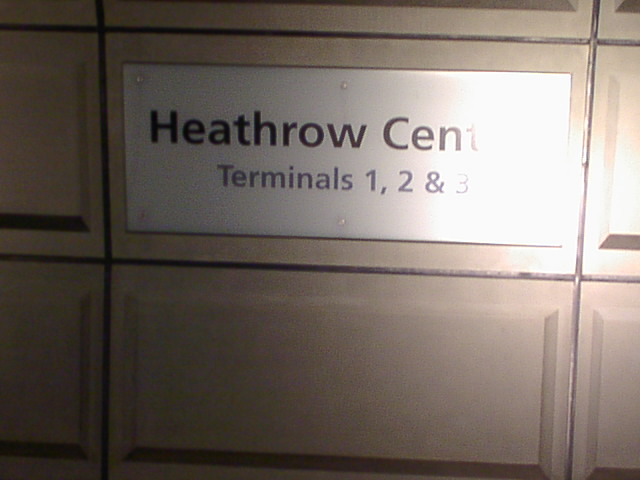 Heathrow Cent
Terminals 1, 2 & 3